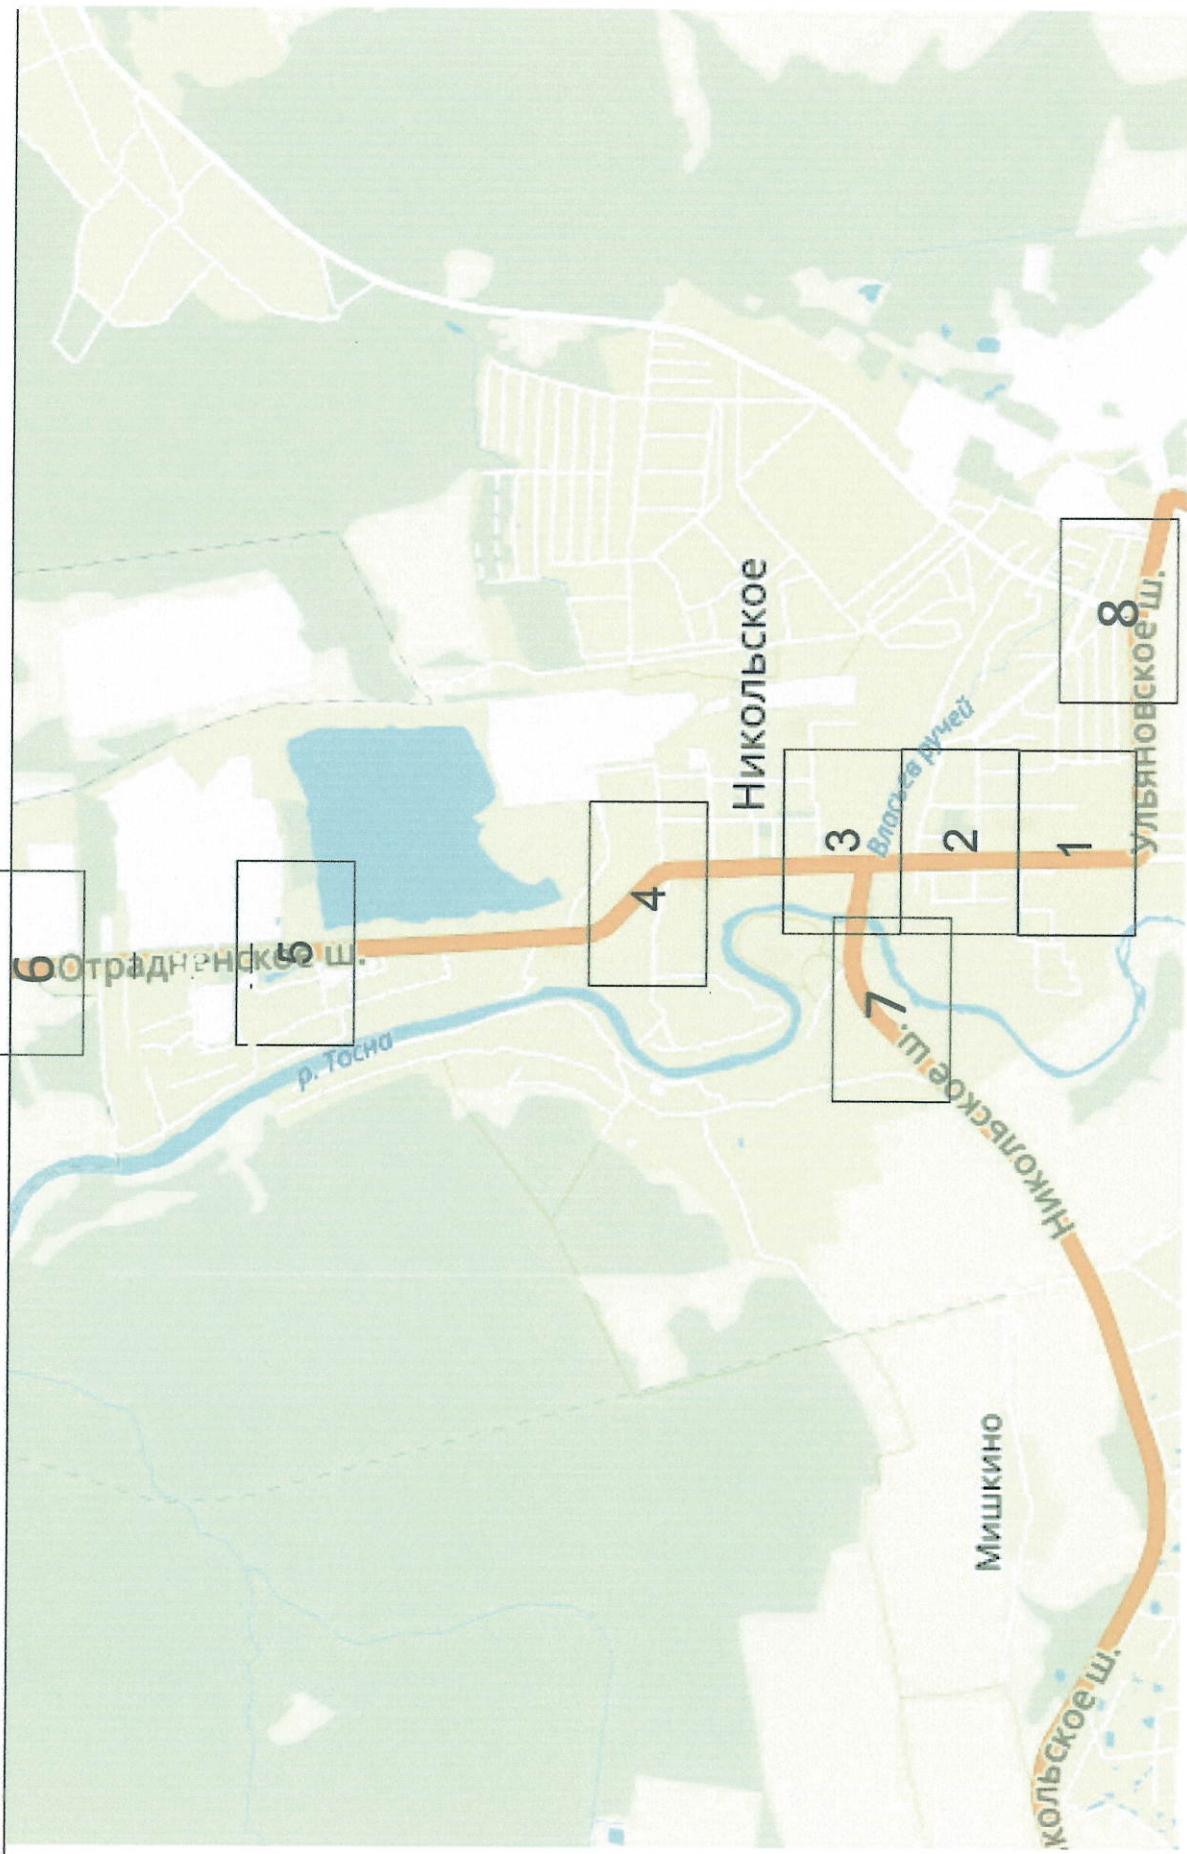 6
Отрадненское ш.
5
р. Тосна
4
Никольское
3
Власьев ручей
2
1
7
Никольское ш.
8
Ульяновское ш.
Мишкино
кольское ш.